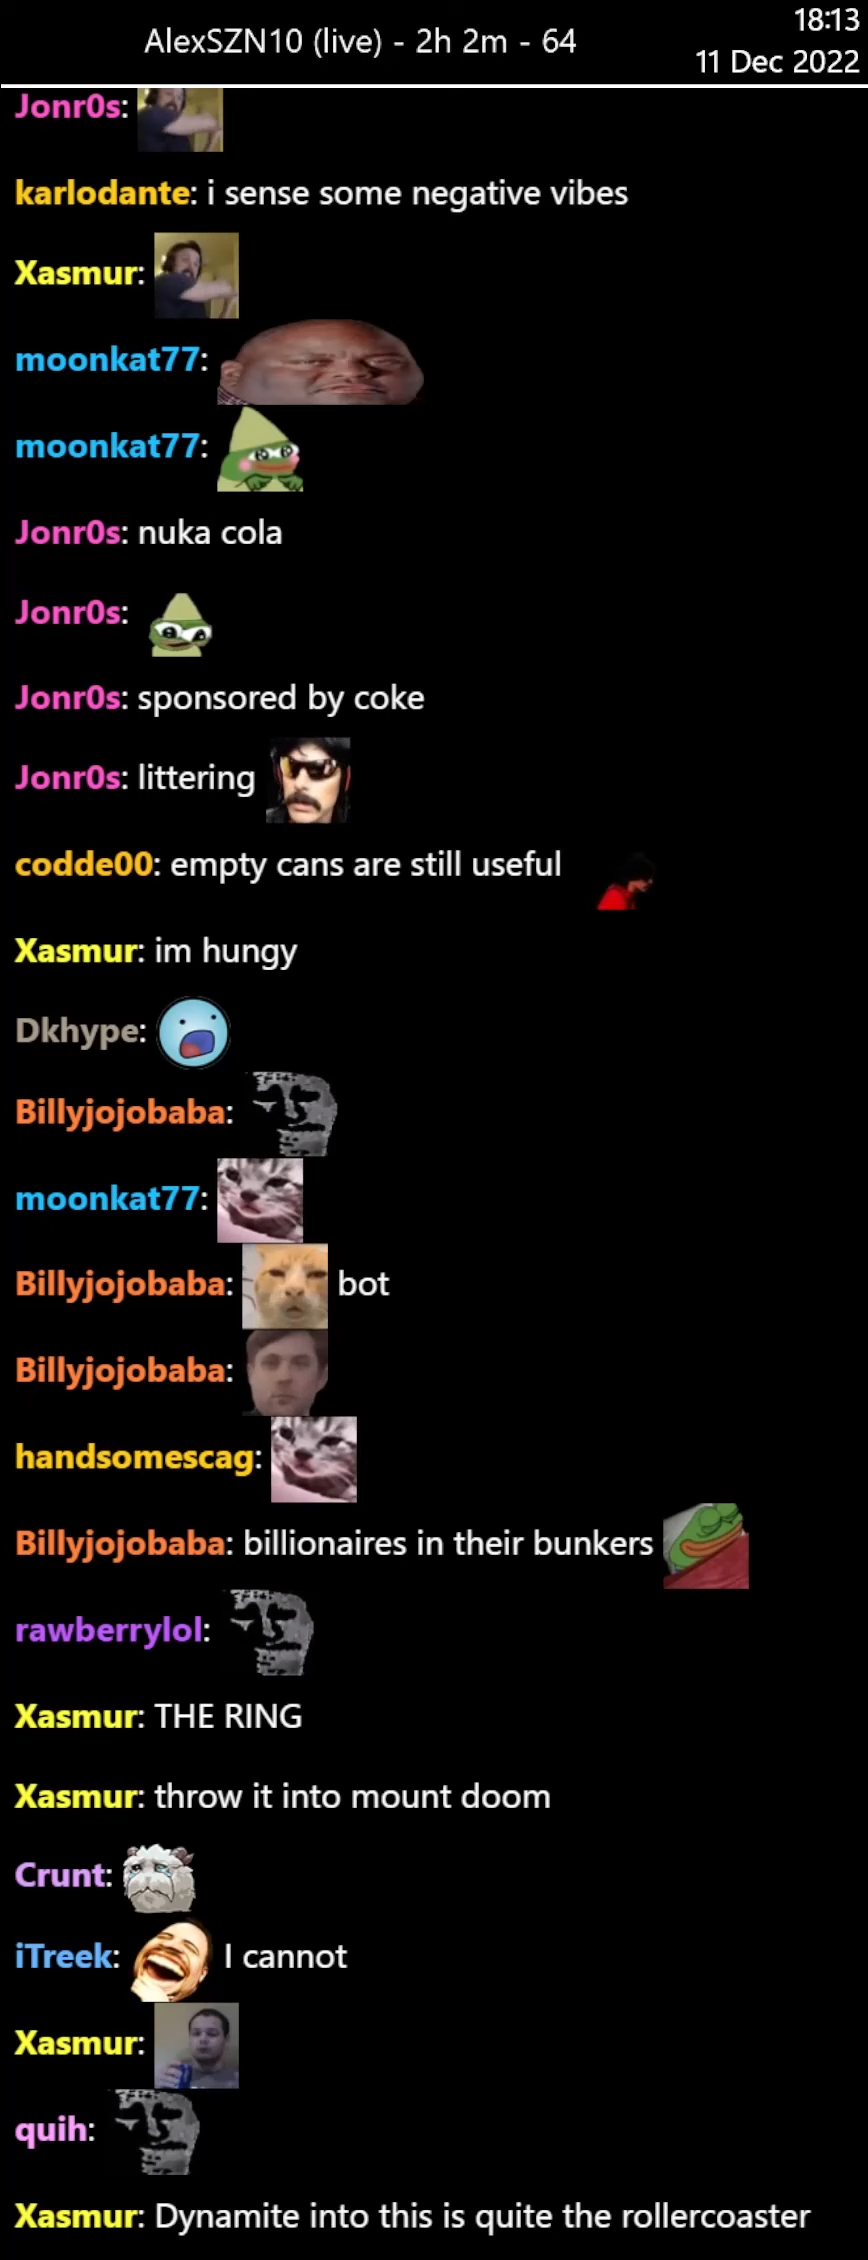 AlexSZN10 (live) - 2h 2m - 64
18:13
11 Dec 2022
Jonr0s:
karlodante: i sense some negative vibes
Xasmur:
moonkat77:
moonkat77:
Jonr0s: nuka cola
Jonr0s:
Jonr0s: sponsored by coke
Jonr0s: littering
codde00: empty cans are still useful
Xasmur: im hungy
Dkhype:
Billyjojobaba:
moonkat77:
Billyjojobaba: bot
Billyjojobaba:
handsomescag:
Billyjojobaba: billionaires in their bunkers
rawberrylol:
Xasmur: THE RING
Xasmur: throw it into mount doom
Crunt:
iTreek: I cannot
Xasmur:
quih:
Xasmur: Dynamite into this is quite the rollercoaster